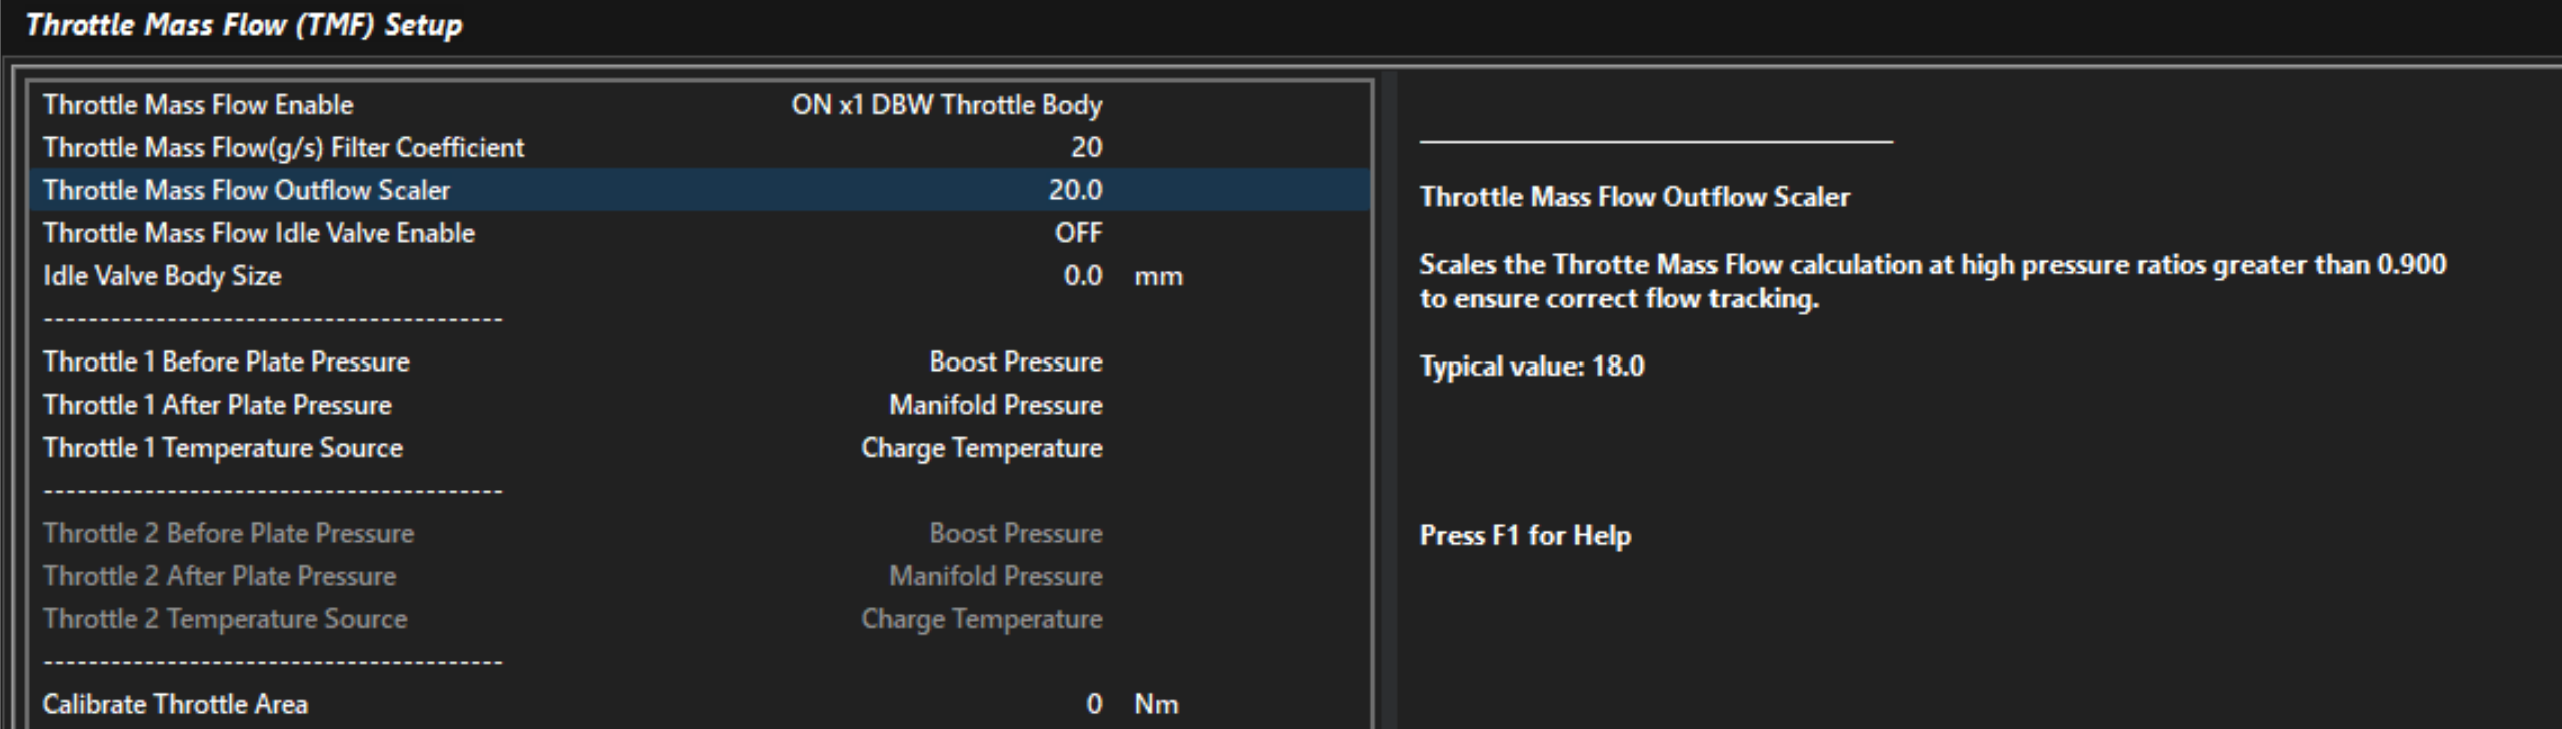 Throttle Mass Flow (TMF) Setup
Throttle Mass Flow Enable ON x1 DBW Throttle Body
Throttle Mass Flow(g/s) Filter Coefficient 20
Throttle Mass Flow Outflow Scaler 20.0
Throttle Mass Flow Idle Valve Enable OFF
Idle Valve Body Size 0.0 mm
-----------------------------------------
Throttle 1 Before Plate Pressure Boost Pressure
Throttle 1 After Plate Pressure Manifold Pressure
Throttle 1 Temperature Source Charge Temperature
-----------------------------------------
Throttle 2 Before Plate Pressure Boost Pressure
Throttle 2 After Plate Pressure Manifold Pressure
Throttle 2 Temperature Source Charge Temperature
-----------------------------------------
Calibrate Throttle Area 0 Nm
Throttle Mass Flow Outflow Scaler
Scales the Throtte Mass Flow calculation at high pressure ratios greater than 0.900
to ensure correct flow tracking.
Typical value: 18.0
Press F1 for Help